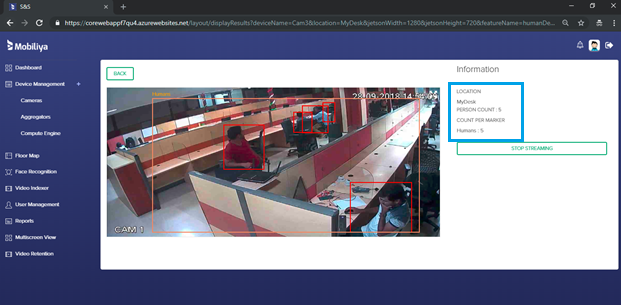 S&S
https://corewebappf7qu4.azurewebsites.net/layout/displayResults?deviceName=Cam3&location=MyDesk&jetsonWidth=1280&jetsonHeight=720&featureName=humanDe...
Mobiliya
Dashboard
Device Management +
Cameras
Aggregators
Compute Engine
Floor Map
Face Recognition
Video Indexer
User Management
Reports
Multiscreen View
Video Retention
BACK
28-09-2018 14:54
CAM 1
Information
LOCATION
MyDesk
PERSON COUNT : 5
COUNT PER MARKER
Humans : 5
STOP STREAMING